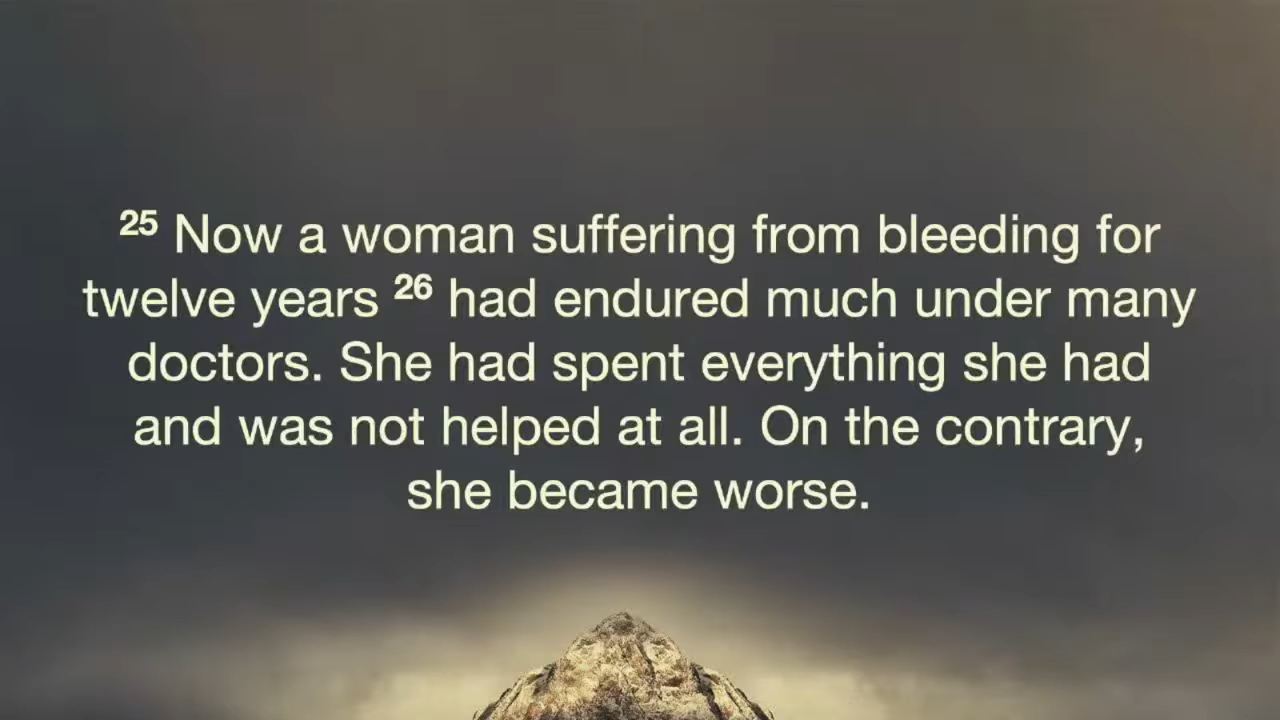 25 Now a woman suffering from bleeding for
twelve years 26 had endured much under many
doctors. She had spent everything she had
and was not helped at all. On the contrary,
she became worse.